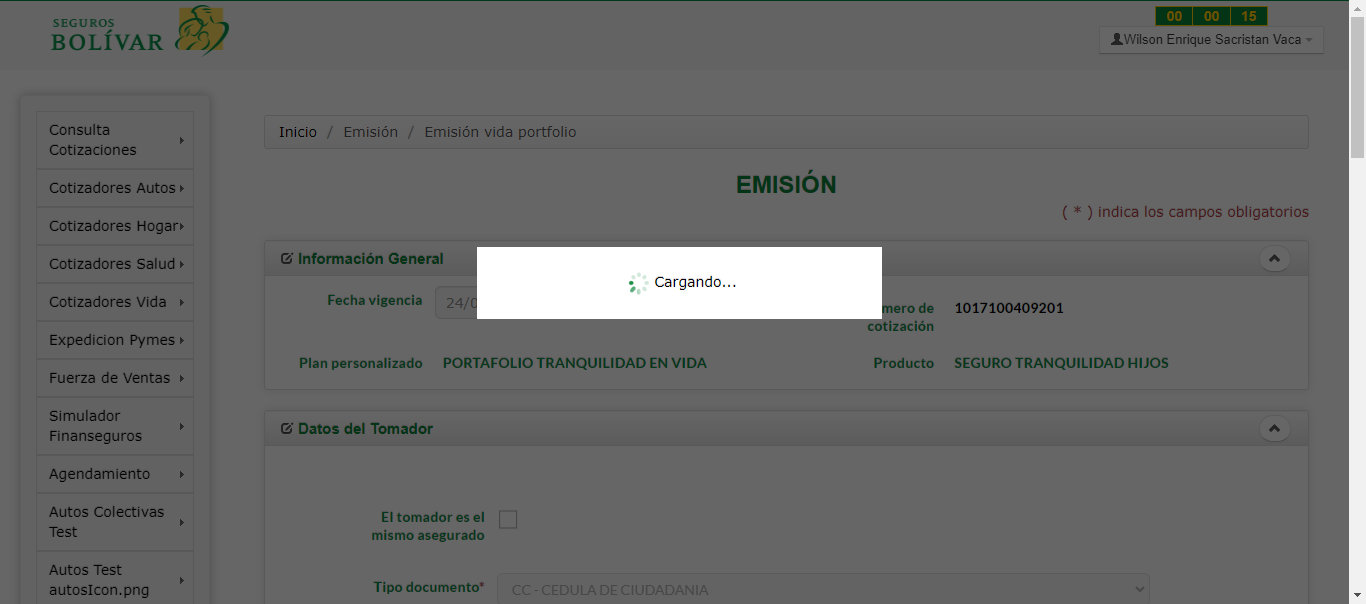 SEGUROS
BOLÍVAR
00 00 15
Wilson Enrique Sacristan Vaca
Consulta
Cotizaciones
Cotizadores Autos
Cotizadores Hogar
Cotizadores Salud
Cotizadores Vida
Expedicion Pymes
Fuerza de Ventas
Simulador
Finanseguros
Agendamiento
Autos Colectivas
Test
Autos Test
autosIcon.png
Inicio / Emisión / Emisión vida portfolio
EMISIÓN
( * ) indica los campos obligatorios
Información General
Cargando...
Fecha vigencia 24/0
mero de
cotización
1017100409201
Plan personalizado PORTAFOLIO TRANQUILIDAD EN VIDA Producto SEGURO TRANQUILIDAD HIJOS
Datos del Tomador
El tomador es el
mismo asegurado
Tipo documento* CC - CEDULA DE CIUDADANIA